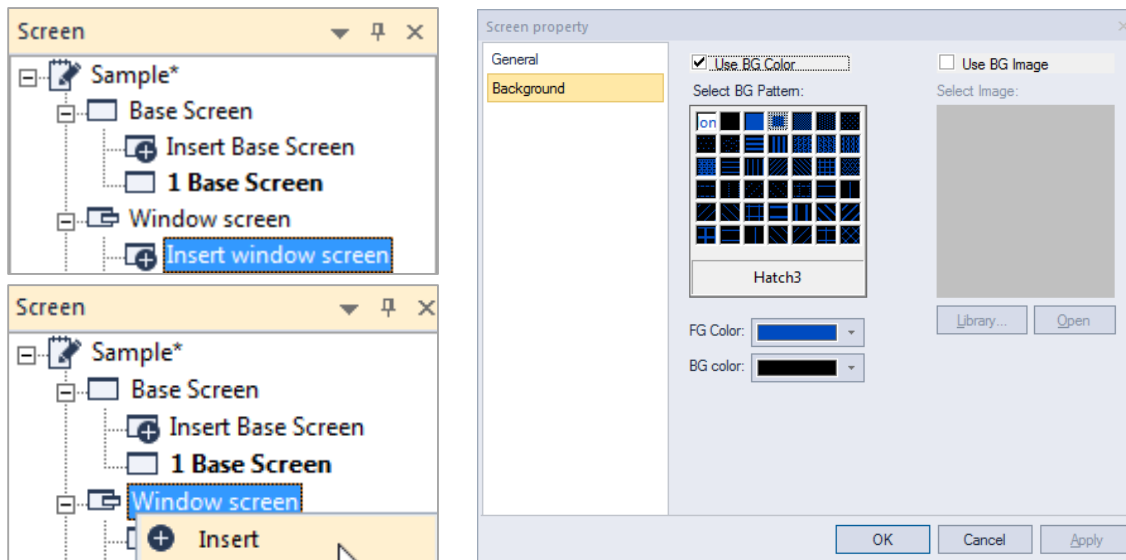 Screen
Sample*
Base Screen
Insert Base Screen
1 Base Screen
Window screen
Insert window screen
Screen
Sample*
Base Screen
Insert Base Screen
1 Base Screen
Window screen
Insert
Screen property
General
Background
Use BG Color
Select BG Pattern:
on
Hatch3
FG Color:
BG color:
Use BG Image
Select Image:
Library...
Open
OK
Cancel
Apply